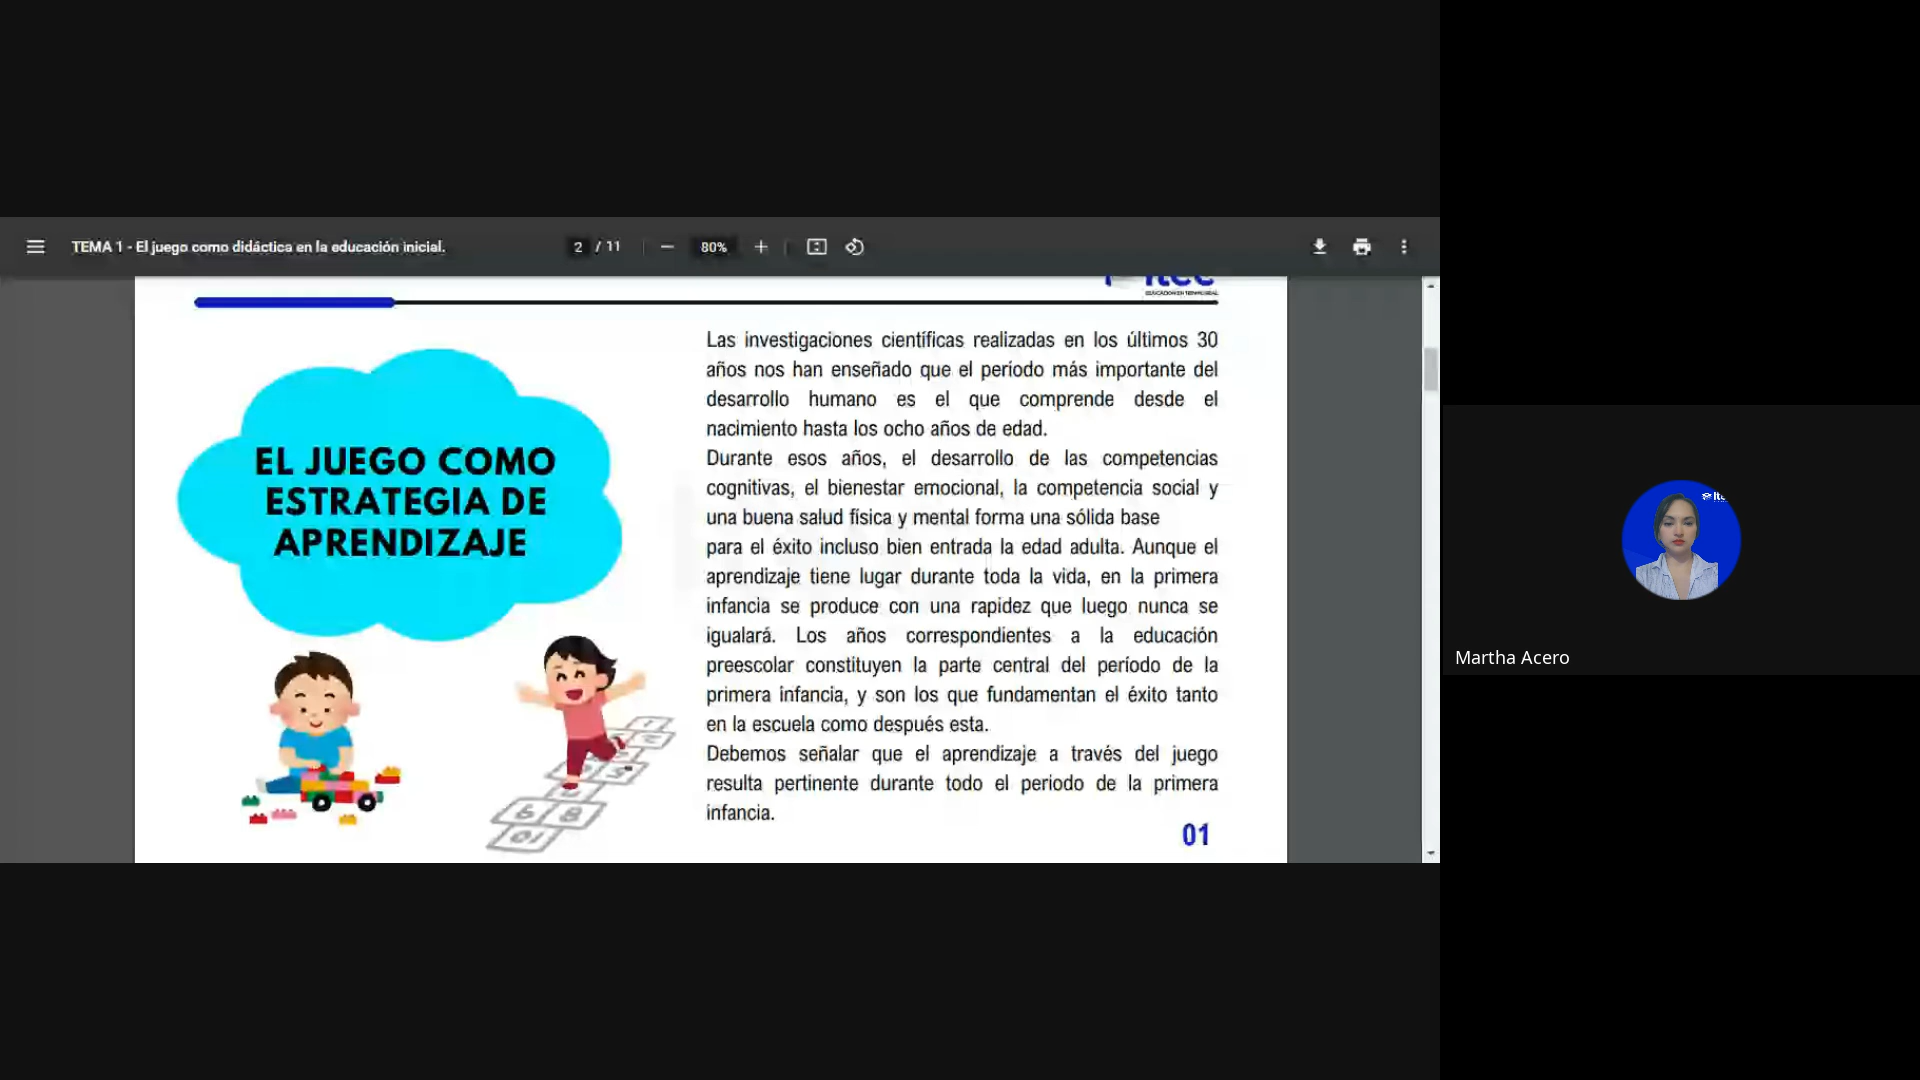 TEMA 1 - El juego como didáctica en la educación inicial.
2 / 11
80%
EDUCACIÓN EN TIEMPO REAL
EL JUEGO COMO
ESTRATEGIA DE
APRENDIZAJE
Las investigaciones científicas realizadas en los últimos 30
años nos han enseñado que el período más importante del
desarrollo humano es el que comprende desde el
nacimiento hasta los ocho años de edad.
Durante esos años, el desarrollo de las competencias
cognitivas, el bienestar emocional, la competencia social y
una buena salud física y mental forma una sólida base
para el éxito incluso bien entrada la edad adulta. Aunque el
aprendizaje tiene lugar durante toda la vida, en la primera
infancia se produce con una rapidez que luego nunca se
igualará. Los años correspondientes a la educación
preescolar constituyen la parte central del período de la
primera infancia, y son los que fundamentan el éxito tanto
en la escuela como después esta.
Debemos señalar que el aprendizaje a través del juego
resulta pertinente durante todo el periodo de la primera
infancia.
01
Martha Acero